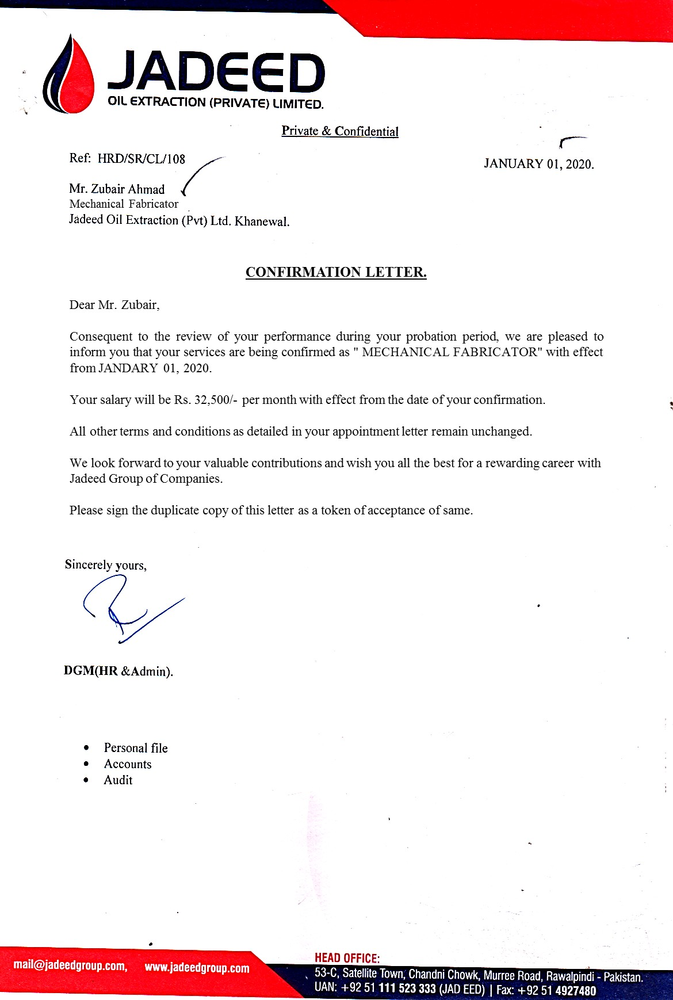 JADEED
OIL EXTRACTION (PRIVATE) LIMITED.
Private & Confidential
Ref: HRD/SR/CL/108
JANUARY 01, 2020.
Mr. Zubair Ahmad
Mechanical Fabricator
Jadeed Oil Extraction (Pvt) Ltd. Khanewal.
CONFIRMATION LETTER.
Dear Mr. Zubair,
Consequent to the review of your performance during your probation period, we are pleased to
inform you that your services are being confirmed as " MECHANICAL FABRICATOR" with effect
from JANDARY 01, 2020.
Your salary will be Rs. 32,500/- per month with effect from the date of your confirmation.
All other terms and conditions as detailed in your appointment letter remain unchanged.
We look forward to your valuable contributions and wish you all the best for a rewarding career with
Jadeed Group of Companies.
Please sign the duplicate copy of this letter as a token of acceptance of same.
Sincerely yours,
DGM(HR &Admin).
• Personal file
• Accounts
• Audit
mail@jadeedgroup.com, www.jadeedgroup.com
HEAD OFFICE:
53-C, Satellite Town, Chandni Chowk, Murree Road, Rawalpindi - Pakistan.
UAN: +92 51 111 523 333 (JAD EED) | Fax: +92 51 4927480